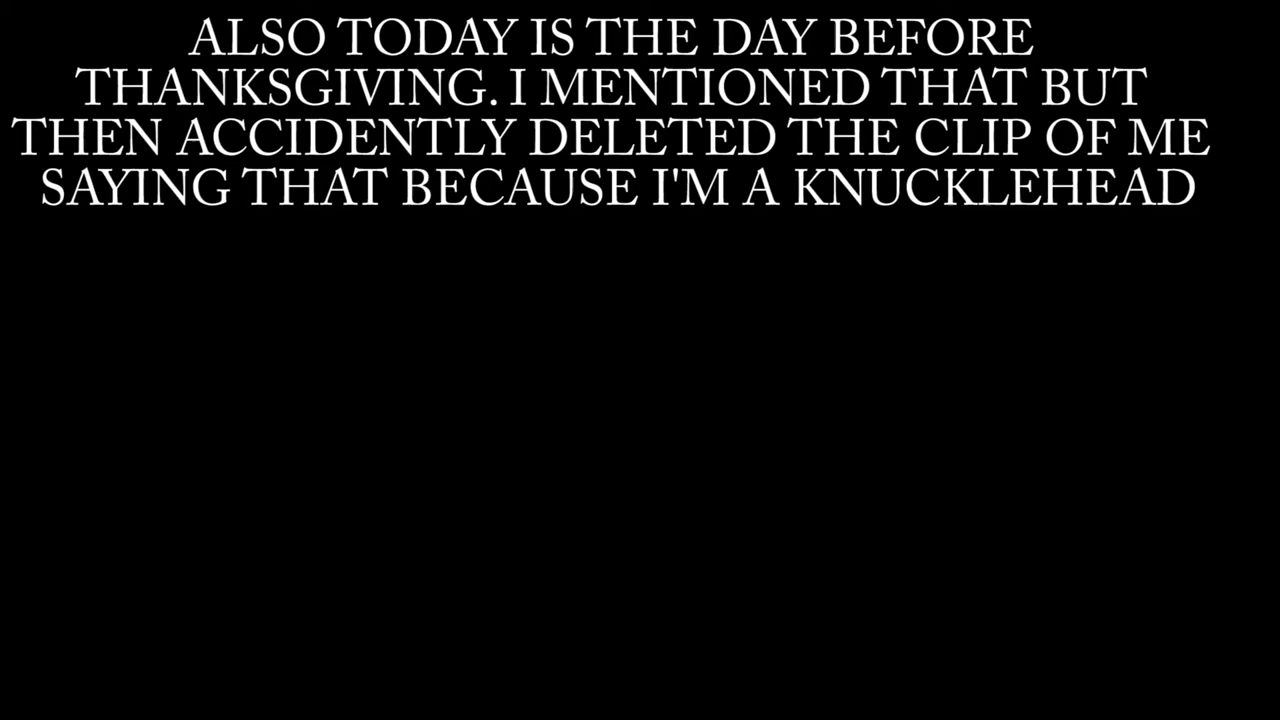 ALSO TODAY IS THE DAY BEFORE
THANKSGIVING. I MENTIONED THAT BUT
THEN ACCIDENTLY DELETED THE CLIP OF ME
SAYING THAT BECAUSE I'M A KNUCKLEHEAD